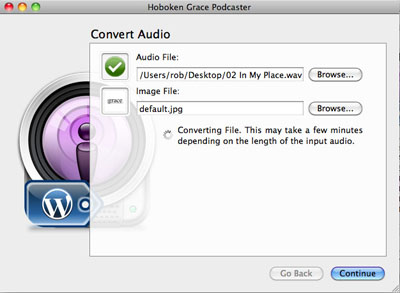 Hoboken Grace Podcaster
Convert Audio
Audio File:
/Users/rob/Desktop/02 In My Place.wav
Browse...
Image File:
grace
default.jpg
Browse...
Converting File. This may take a few minutes
depending on the length of the input audio.
Go Back
Continue